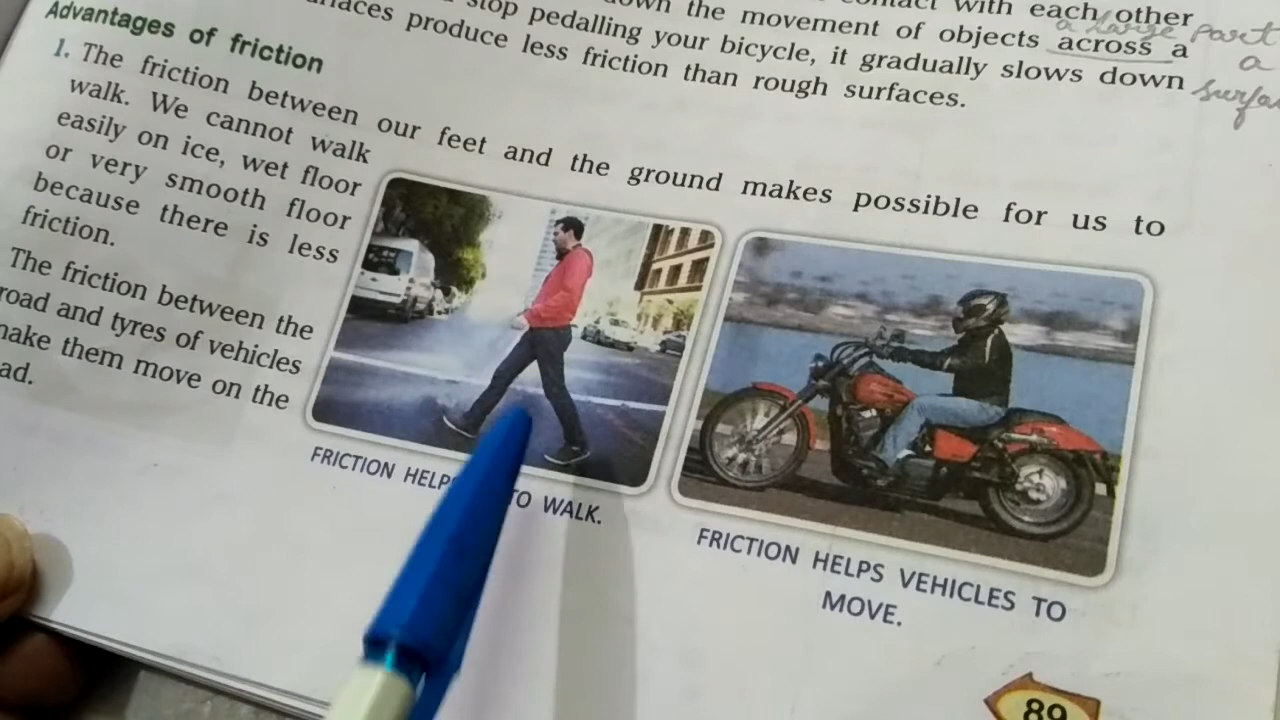 contact with each other
down the movement of objects across a
a large part
stop pedalling your bicycle, it gradually slows down
a
produce less friction than rough surfaces.
Advantages of friction
1. The friction between our feet and the ground makes possible for us to
walk. We cannot walk
easily on ice, wet floor
or very smooth floor
because there is less
friction.
The friction between the
road and tyres of vehicles
make them move on the
ad.
FRICTION HELP TO WALK.
FRICTION HELPS VEHICLES TO
MOVE.
89